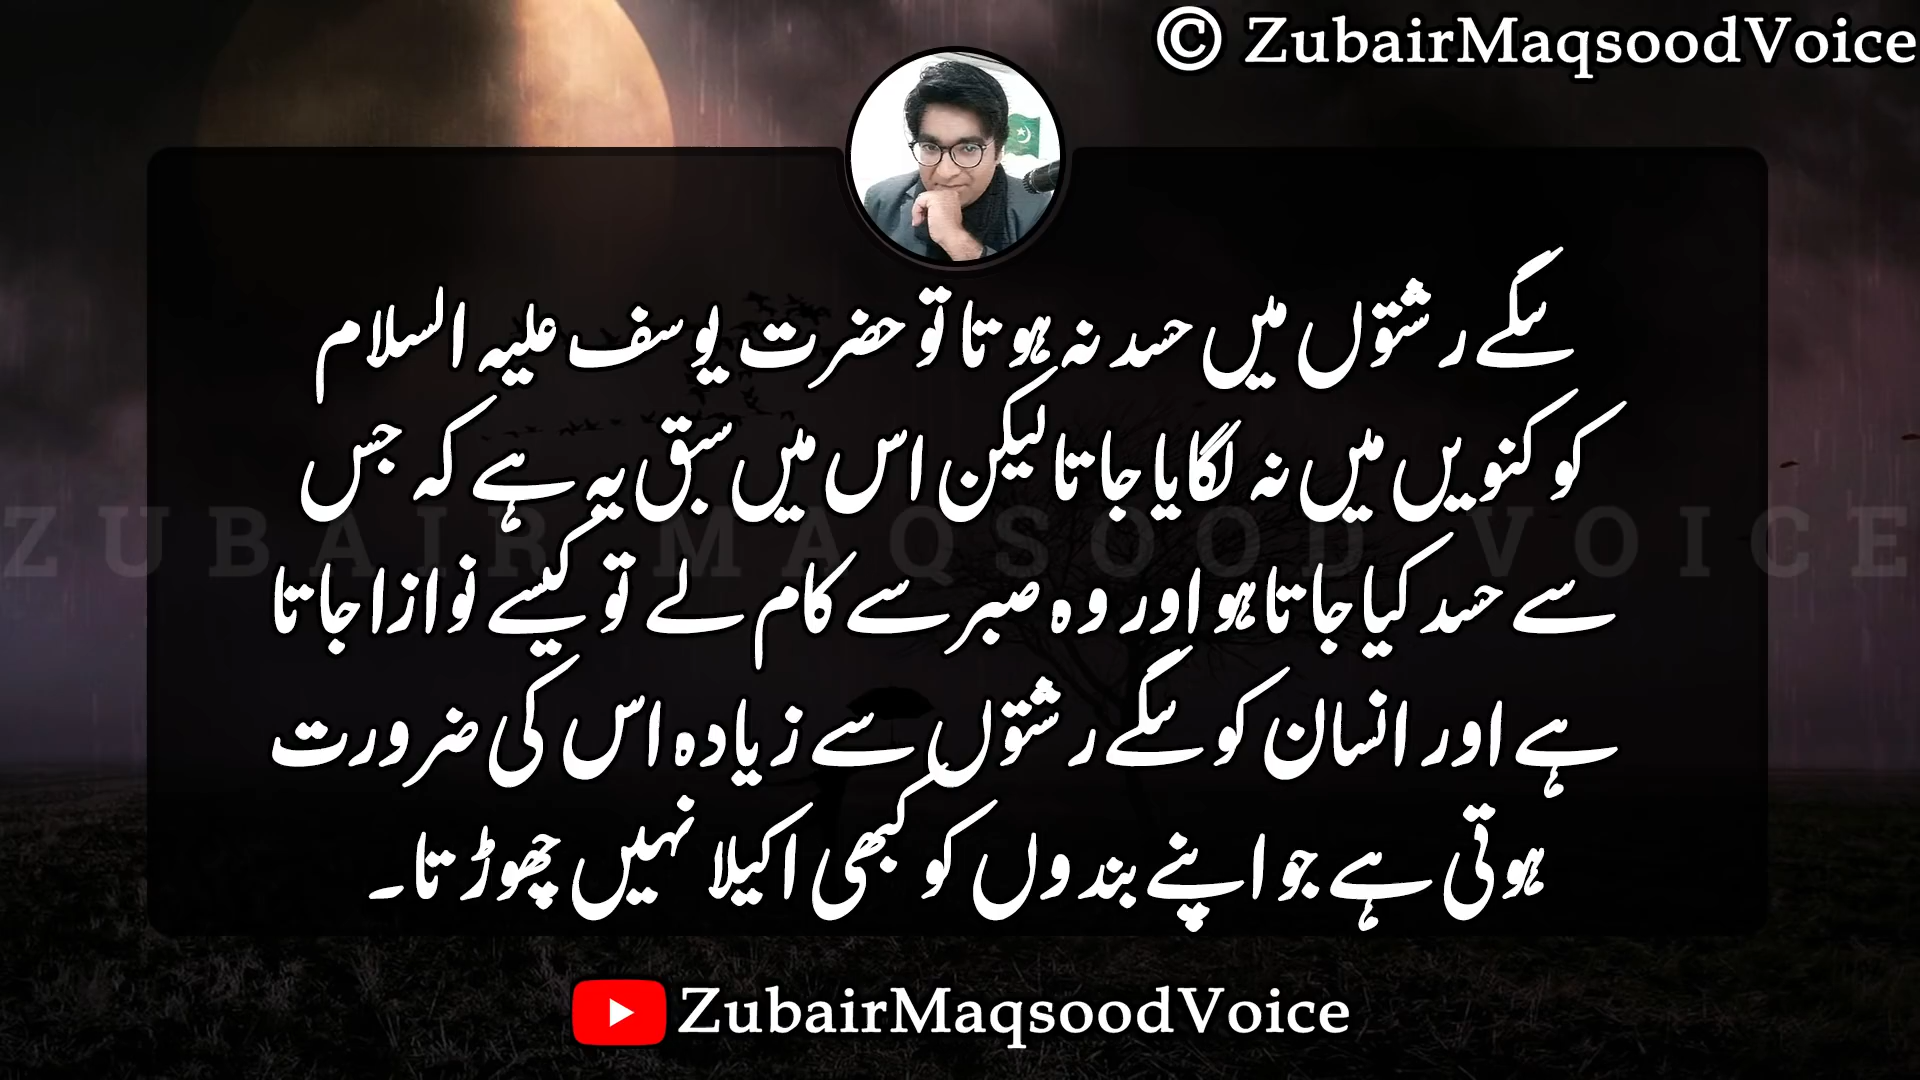 © ZubairMaqsoodVoice
سگے رشتوں میں حسد نہ ہوتا تو حضرت یوسف علیہ السلام
کو کنویں میں نہ لگایا جاتا لیکن اس میں سبق یہ ہے کہ جس
ZUBAIR MAQSOOD VOICE
سے حسد کیا جاتا ہو اور وہ صبر سے کام لے تو کیسے نوازا جاتا
ہے اور انسان کو سگے رشتوں سے زیادہ اس کی ضرورت
ہوتی ہے جو اپنے بندوں کو کبھی اکیلا نہیں چھوڑتا۔
ZubairMaqsoodVoice